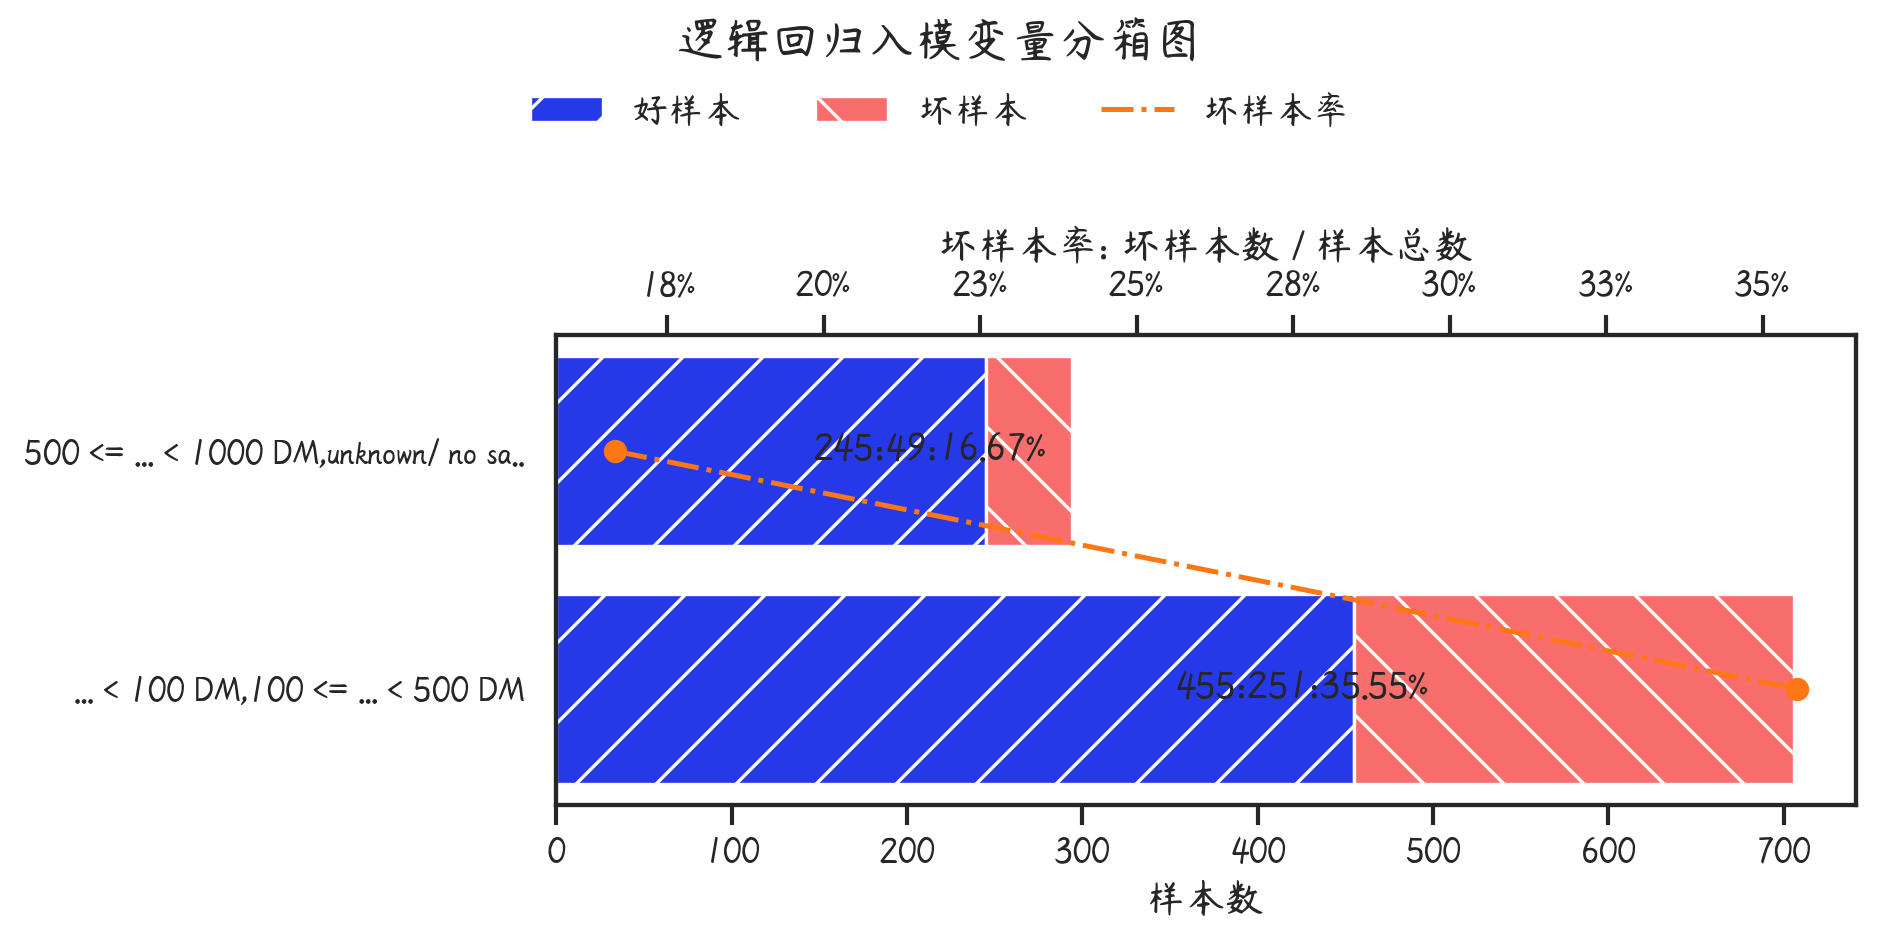 逻辑回归入模变量分箱图
好样本 坏样本 坏样本率
坏样本率: 坏样本数 / 样本总数
18% 20% 23% 25% 28% 30% 33% 35%
500 <= ... < 1000 DM,unknown/ no sa..
245:49:16.67%
... < 100 DM,100 <= ... < 500 DM
455:251:35.55%
0 100 200 300 400 500 600 700
样本数